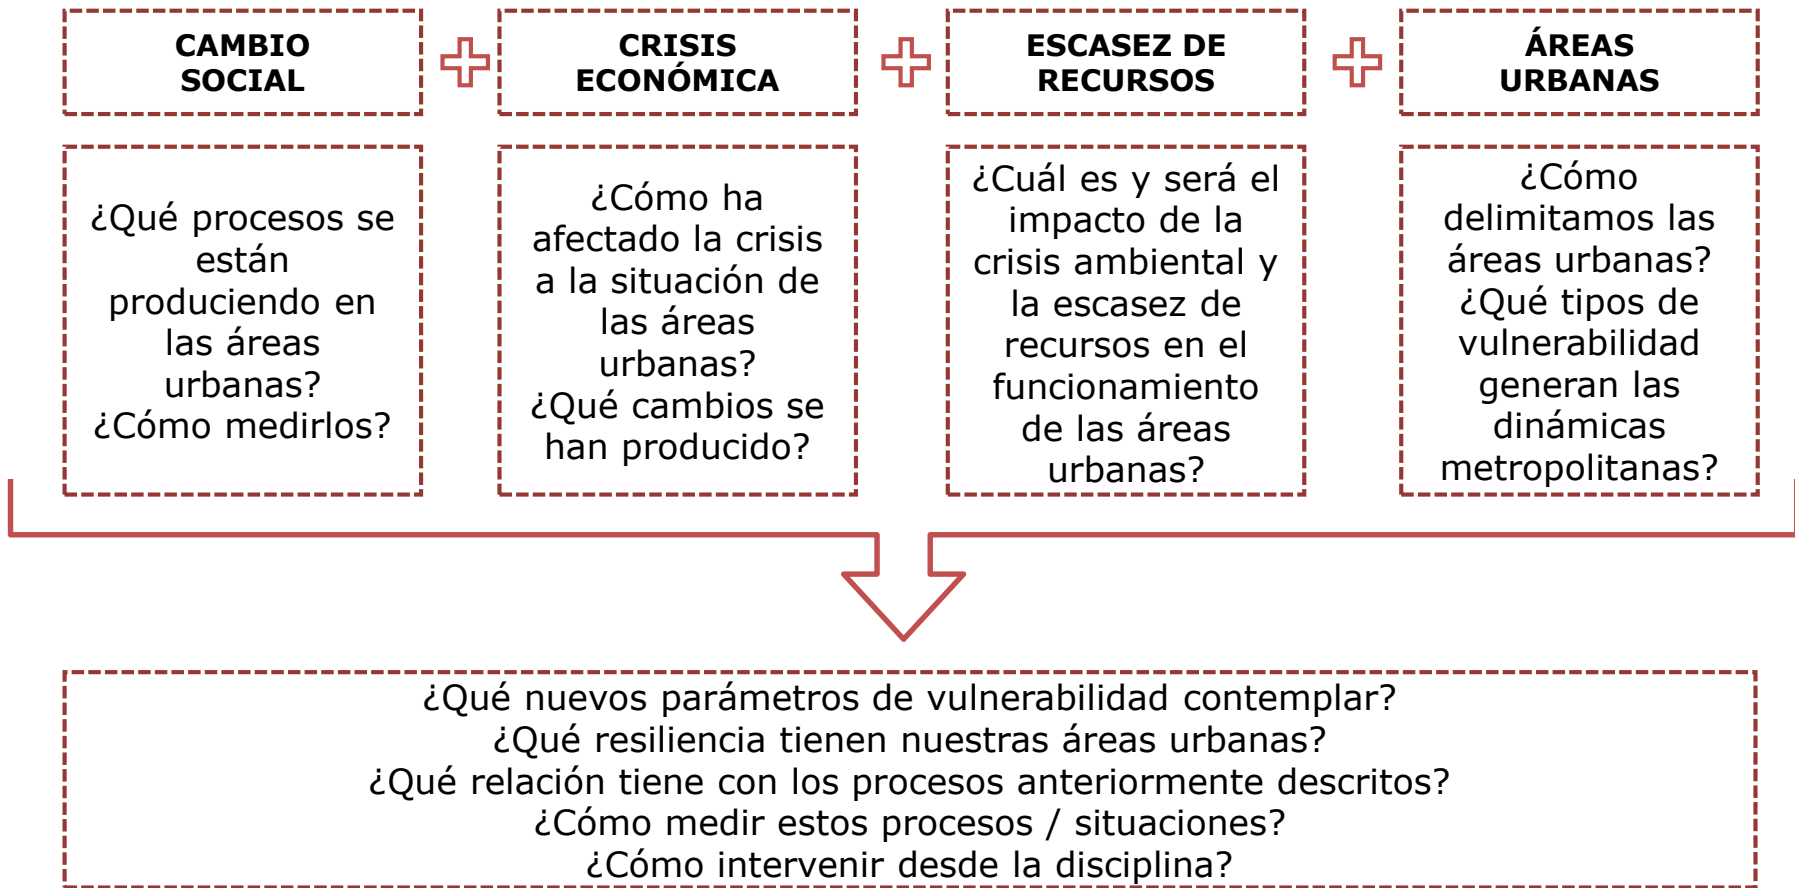 CAMBIO
SOCIAL
CRISIS
ECONÓMICA
ESCASEZ DE
RECURSOS
ÁREAS
URBANAS
¿Qué procesos se
están
produciendo en
las áreas
urbanas?
¿Cómo medirlos?
¿Cómo ha
afectado la crisis
a la situación de
las áreas
urbanas?
¿Qué cambios se
han producido?
¿Cuál es y será el
impacto de la
crisis ambiental y
la escasez de
recursos en el
funcionamiento
de las áreas
urbanas?
¿Cómo
delimitamos las
áreas urbanas?
¿Qué tipos de
vulnerabilidad
generan las
dinámicas
metropolitanas?
¿Qué nuevos parámetros de vulnerabilidad contemplar?
¿Qué resiliencia tienen nuestras áreas urbanas?
¿Qué relación tiene con los procesos anteriormente descritos?
¿Cómo medir estos procesos / situaciones?
¿Cómo intervenir desde la disciplina?